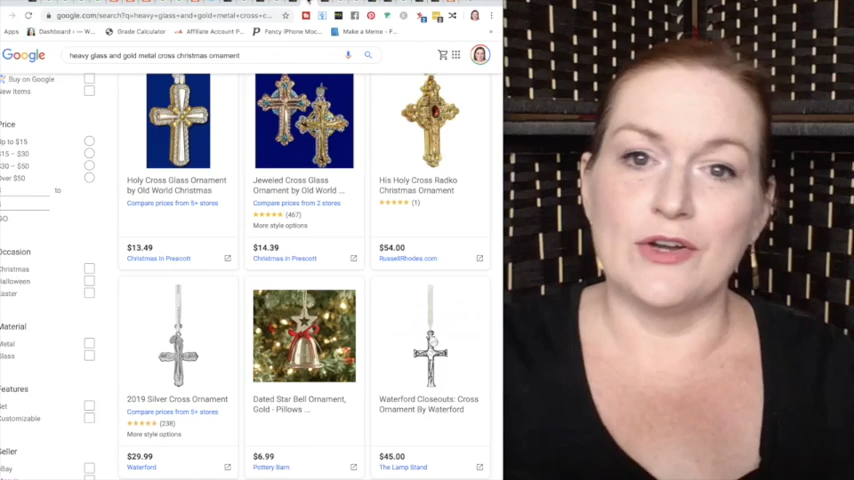 google.com/search?q=heavy+glass+and+gold+metal+cross+c...
Apps Dashboard ‹ ... — W... Grade Calculator Affiliate Account P... Fancy iPhone Moc... Make a Meme - F...
Google heavy glass and gold metal cross christmas ornament
Buy on Google
New items
Price
Up to $15
$15 – $30
$30 – $50
Over $50
to
GO
Occasion
Christmas
Halloween
Easter
Material
Metal
Glass
Features
Set
Customizable
Seller
eBay
Holy Cross Glass Ornament
by Old World Christmas
Compare prices from 5+ stores
$13.49
Christmas In Prescott
Jeweled Cross Glass
Ornament by Old World ...
Compare prices from 2 stores
★★★★★ (467)
More style options
$14.39
Christmas In Prescott
His Holy Cross Radko
Christmas Ornament
★★★★★ (1)
$54.00
RussellRhodes.com
2019 Silver Cross Ornament
Compare prices from 5+ stores
★★★★★ (238)
More style options
$29.99
Waterford
Dated Star Bell Ornament,
Gold - Pillows ...
$6.99
Pottery Barn
Waterford Closeouts: Cross
Ornament By Waterford
$45.00
The Lamp Stand